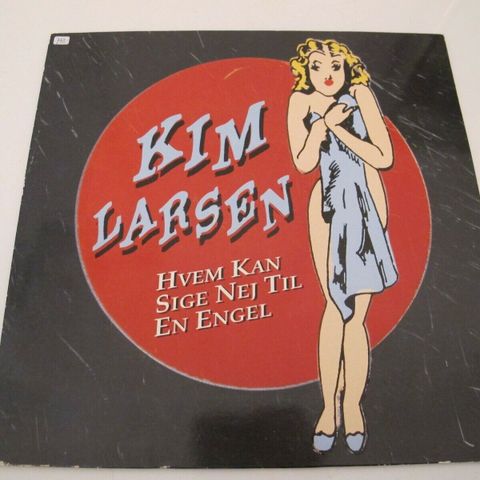 KIM
LARSEN
HVEM KAN
SIGE NEJ TIL
EN ENGEL